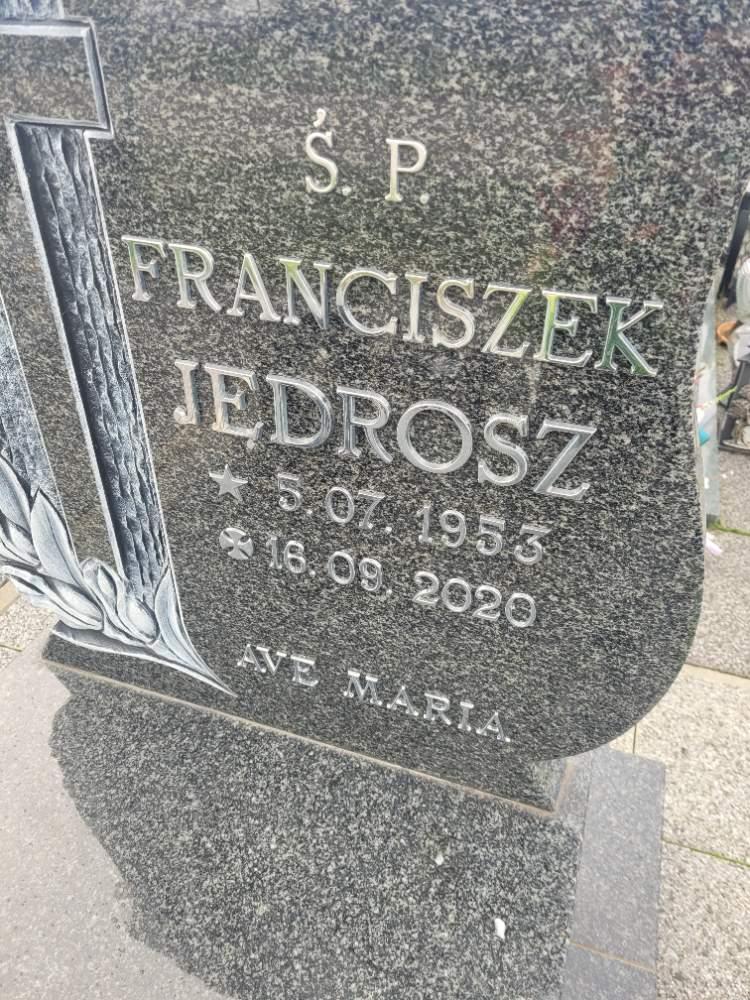 Ś. P.
FRANCISZEK
JĘDROSZ
5.07.1953
16.09.2020
AVE MARIA